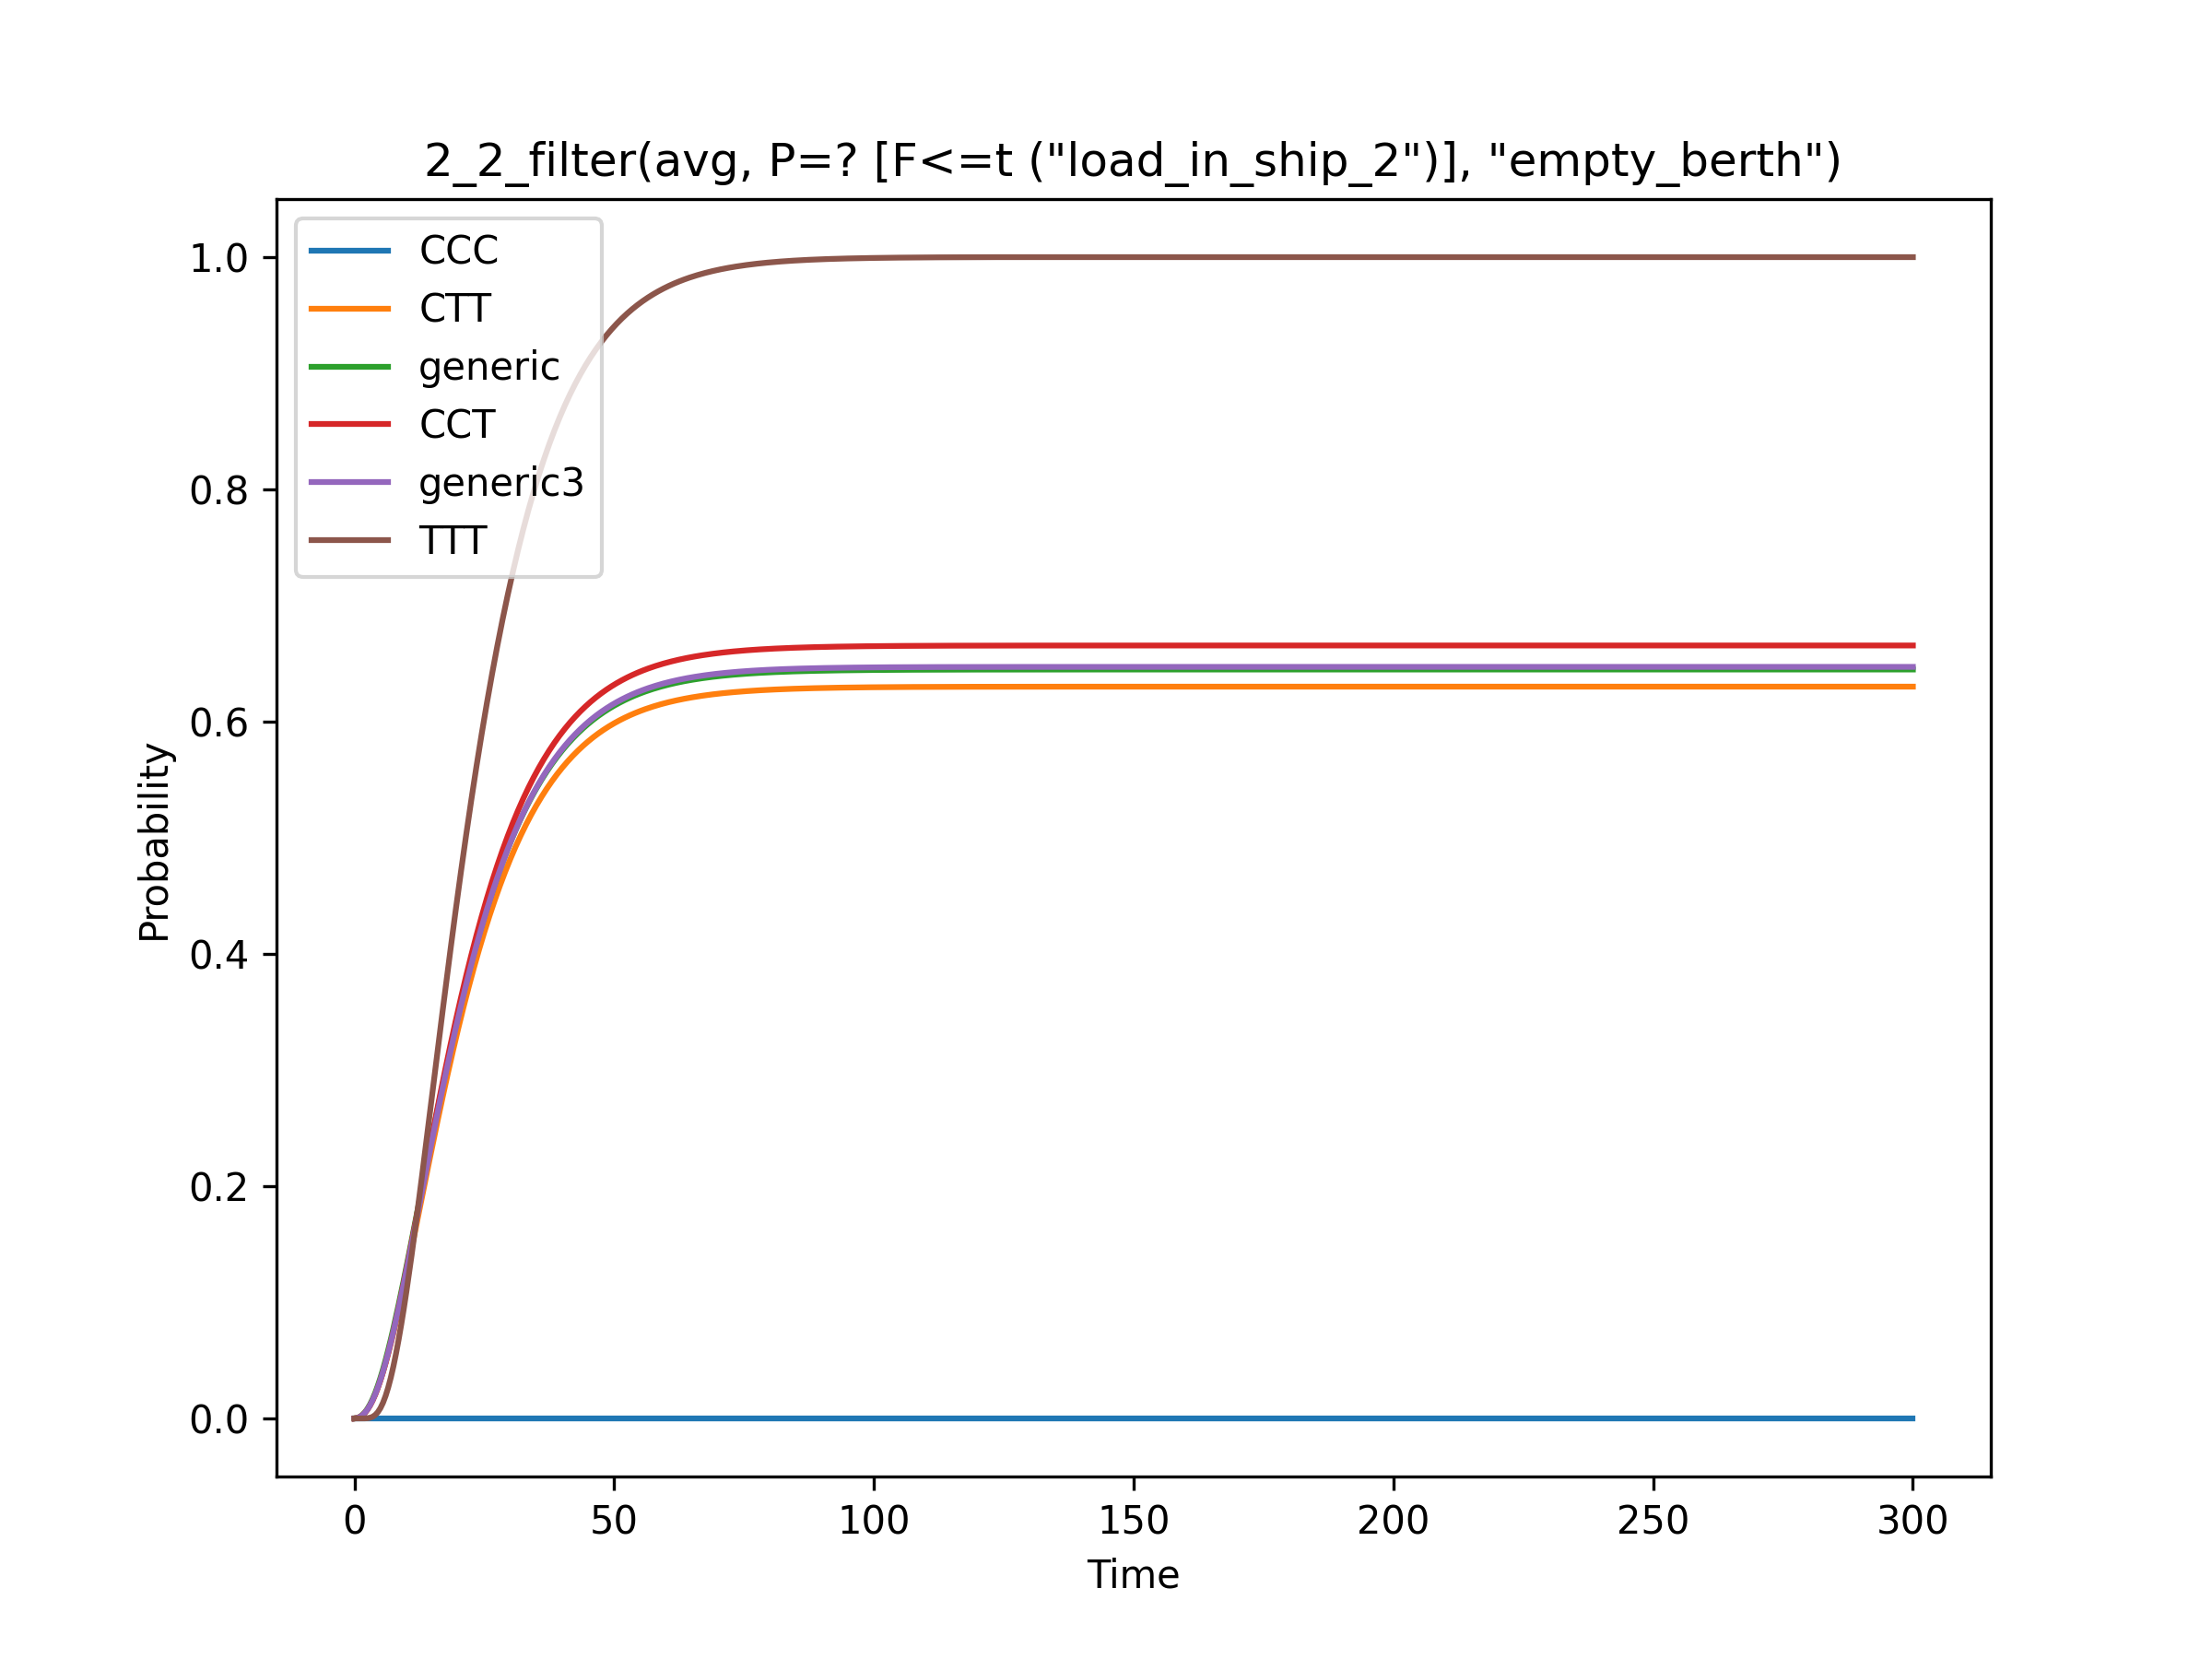 2_2_filter(avg, P=? [F<=t ("load_in_ship_2")], "empty_berth")
CCC
CTT
generic
CCT
generic3
TTT
1.0
0.8
0.6
0.4
0.2
0.0
Probability
0 50 100 150 200 250 300
Time